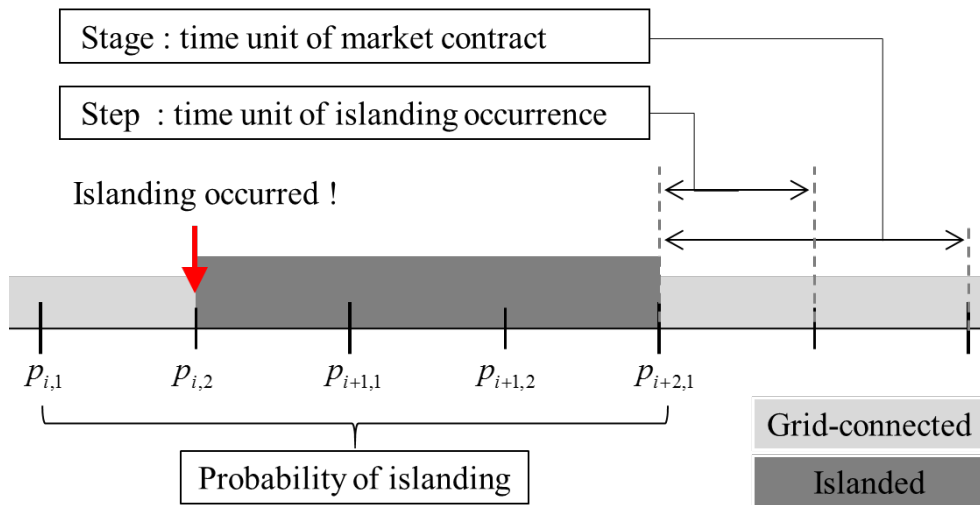 Stage : time unit of market contract
Step : time unit of islanding occurrence
Islanding occurred !
p_{i,1} p_{i,2} p_{i+1,1} p_{i+1,2} p_{i+2,1}
Probability of islanding
Grid-connected
Islanded